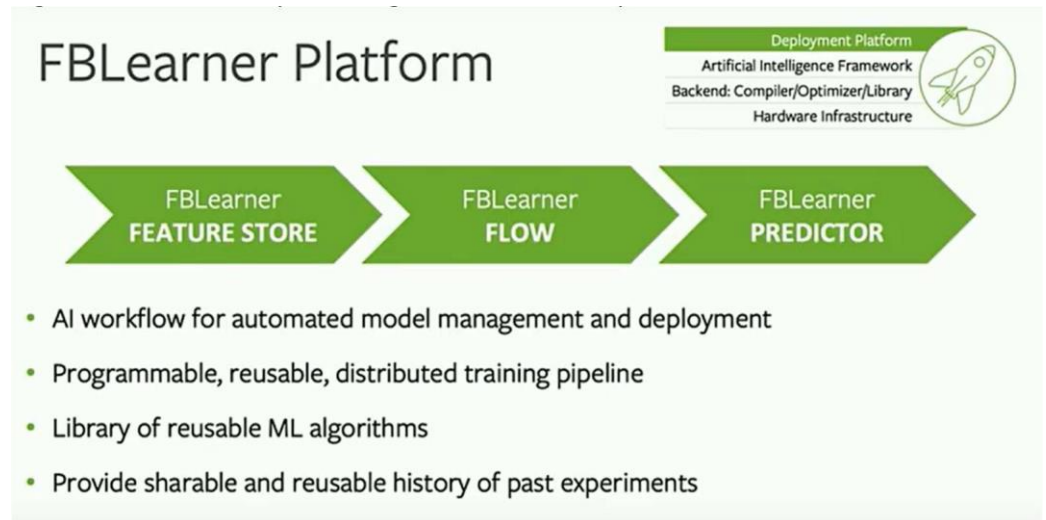 FBLearner Platform
Deployment Platform
Artificial Intelligence Framework
Backend: Compiler/Optimizer/Library
Hardware Infrastructure
FBLearner
FEATURE STORE
FBLearner
FLOW
FBLearner
PREDICTOR
• AI workflow for automated model management and deployment
• Programmable, reusable, distributed training pipeline
• Library of reusable ML algorithms
• Provide sharable and reusable history of past experiments